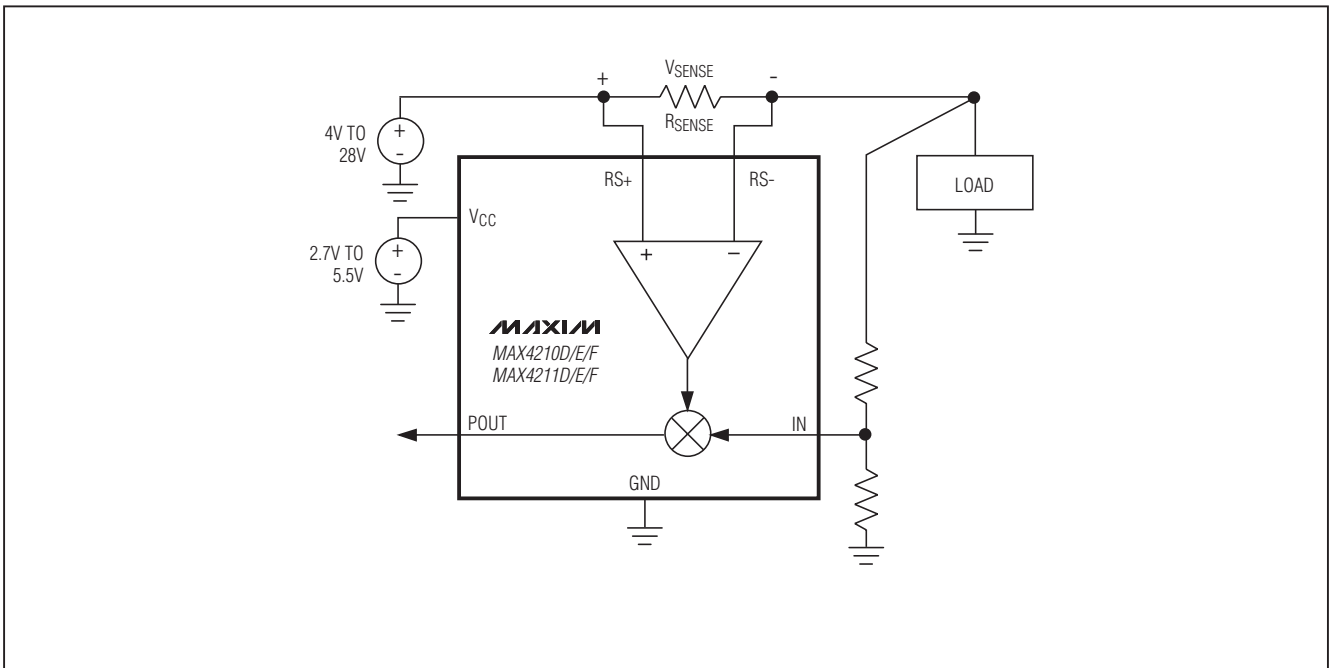 +
VSENSE
-
RSENSE
4V TO
28V
+
-
RS+
RS-
LOAD
VCC
2.7V TO
5.5V
+
-
+
−
MAXIM
MAX4210D/E/F
MAX4211D/E/F
POUT
IN
GND